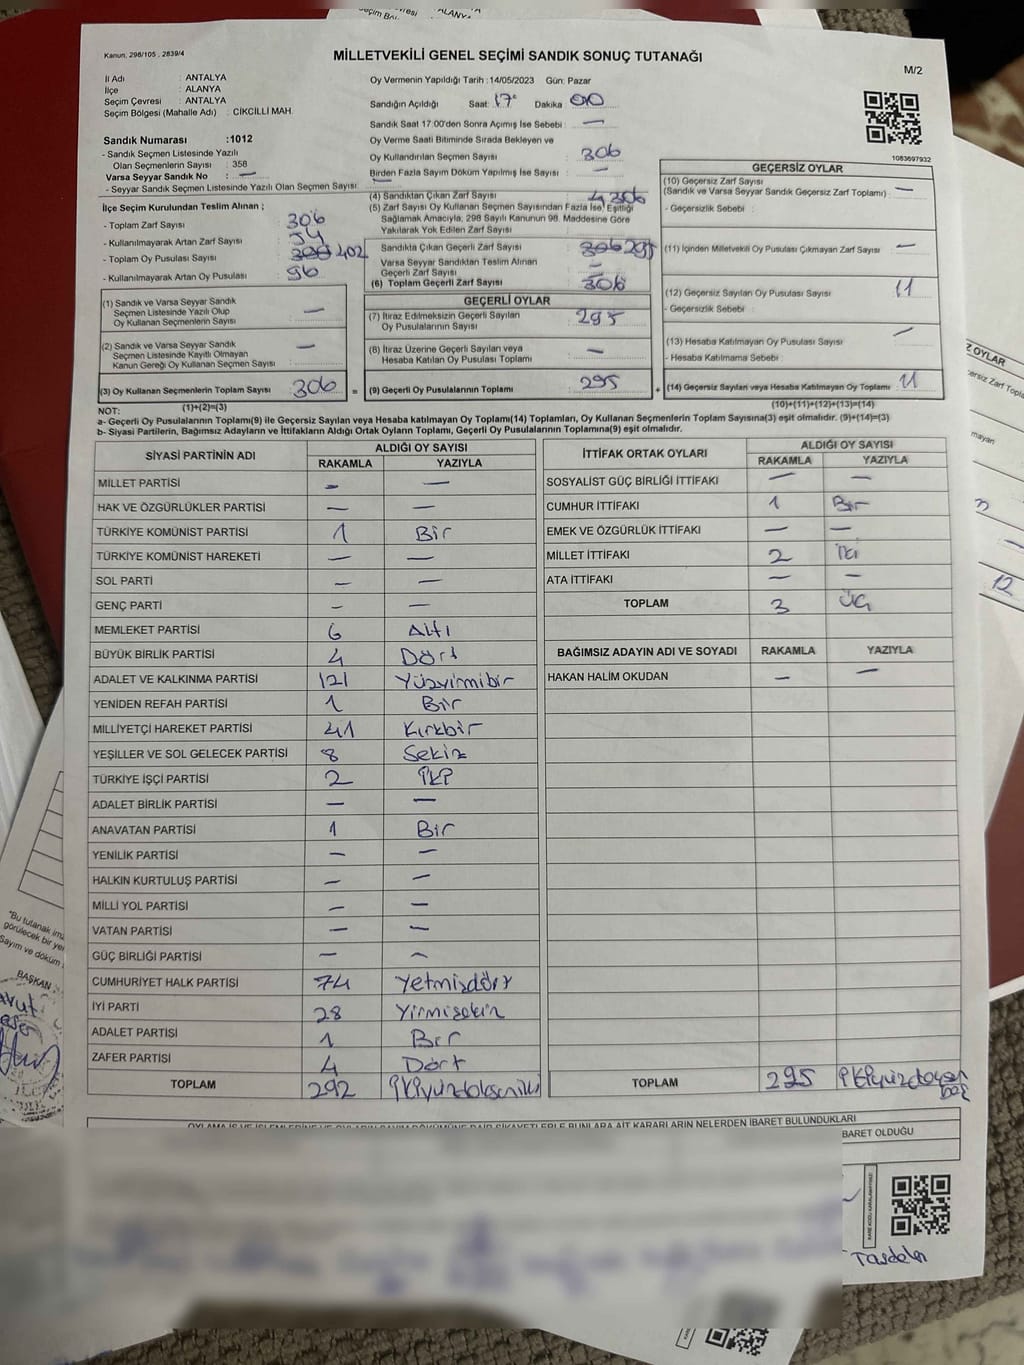 Kanun, 298/105 , 2839/4
MİLLETVEKİLİ GENEL SEÇİMİ SANDIK SONUÇ TUTANAĞI
M/2
İl Adı : ANTALYA
İlçe : ALANYA
Seçim Çevresi : ANTALYA
Seçim Bölgesi (Mahalle Adı) : CİKCİLLİ MAH.
Oy Vermenin Yapıldığı Tarih : 14/05/2023 Gün: Pazar
Sandığın Açıldığı Saat: 17 Dakika 00
Sandık Saat 17:00'den Sonra Açımış İse Sebebi : —
Sandık Numarası :1012
- Sandık Seçmen Listesinde Yazılı
Olan Seçmenlerin Sayısı : 358
Varsa Seyyar Sandık No : —
- Seyyar Sandık Seçmen Listesinde Yazılı Olan Seçmen Sayısı: —
Oy Verme Saati Bitiminde Sırada Bekleyen ve
Oy Kullandırılan Seçmen Sayısı : 306
Birden Fazla Sayım Döküm Yapılmış İse Sayısı : —
1083697932
İlçe Seçim Kurulundan Teslim Alınan ;
- Toplam Zarf Sayısı : 306
- Kullanılmayarak Artan Zarf Sayısı : 54
- Toplam Oy Pusulası Sayısı : 402
- Kullanılmayarak Artan Oy Pusulası : 96
(4) Sandıktan Çıkan Zarf Sayısı : 306
(5) Zarf Sayısı Oy Kullanan Seçmen Sayısından Fazla İse, Eşitliği
Sağlamak Amacıyla, 298 Sayılı Kanunun 98. Maddesine Göre
Yakılarak Yok Edilen Zarf Sayısı :
Sandıkta Çıkan Geçerli Zarf Sayısı : 306 295
Varsa Seyyar Sandıktan Teslim Alınan
Geçerli Zarf Sayısı : —
(6) Toplam Geçerli Zarf Sayısı : 306
GEÇERSİZ OYLAR
(10) Geçersiz Zarf Sayısı
(Sandık ve Varsa Seyyar Sandık Geçersiz Zarf Toplamı) : —
- Geçersizlik Sebebi :
(11) İçinden Milletvekili Oy Pusulası Çıkmayan Zarf Sayısı : —
(12) Geçersiz Sayılan Oy Pusulası Sayısı : 11
- Geçersizlik Sebebi :
(13) Hesaba Katılmayan Oy Pusulası Sayısı : —
- Hesaba Katılmama Sebebi :
(14) Geçersiz Sayılan veya Hesaba Katılmayan Oy Toplamı : 11
(10)+(11)+(12)+(13)=(14)
(1) Sandık ve Varsa Seyyar Sandık
Seçmen Listesinde Yazılı Olup
Oy Kullanan Seçmenlerin Sayısı : —
(2) Sandık ve Varsa Seyyar Sandık
Seçmen Listesinde Kayıtlı Olmayan
Kanun Gereği Oy Kullanan Seçmen Sayısı : —
(3) Oy Kullanan Seçmenlerin Toplam Sayısı : 306 =
(1)+(2)=(3)
GEÇERLİ OYLAR
(7) İtiraz Edilmeksizin Geçerli Sayılan
Oy Pusulalarının Sayısı : 295
(8) İtiraz Üzerine Geçerli Sayılan veya
Hesaba Katılan Oy Pusulası Toplamı : —
(9) Geçerli Oy Pusulalarının Toplamı : 295 +
NOT:
a- Geçerli Oy Pusulalarının Toplamı(9) ile Geçersiz Sayılan veya Hesaba katılmayan Oy Toplamı(14) Toplamları, Oy Kullanan Seçmenlerin Toplam Sayısına(3) eşit olmalıdır. (9)+(14)=(3)
b- Siyasi Partilerin, Bağımsız Adayların ve İttifakların Aldığı Ortak Oyların Toplamı, Geçerli Oy Pusulalarının Toplamına(9) eşit olmalıdır.
SİYASİ PARTİNİN ADI ALDIĞI OY SAYISI
RAKAMLA YAZIYLA
MİLLET PARTİSİ — —
HAK VE ÖZGÜRLÜKLER PARTİSİ — —
TÜRKİYE KOMÜNİST PARTİSİ 1 Bir
TÜRKİYE KOMÜNİST HAREKETİ — —
SOL PARTİ — —
GENÇ PARTİ — —
MEMLEKET PARTİSİ 6 Altı
BÜYÜK BİRLİK PARTİSİ 4 Dört
ADALET VE KALKINMA PARTİSİ 121 Yüzyirmibir
YENİDEN REFAH PARTİSİ 1 Bir
MİLLİYETÇİ HAREKET PARTİSİ 41 Kırkbir
YEŞİLLER VE SOL GELECEK PARTİSİ 8 Sekiz
TÜRKİYE İŞÇİ PARTİSİ 2 İki
ADALET BİRLİK PARTİSİ — —
ANAVATAN PARTİSİ 1 Bir
YENİLİK PARTİSİ — —
HALKIN KURTULUŞ PARTİSİ — —
MİLLİ YOL PARTİSİ — —
VATAN PARTİSİ — —
GÜÇ BİRLİĞİ PARTİSİ — —
CUMHURİYET HALK PARTİSİ 74 Yetmişdört
İYİ PARTİ 28 Yirmisekiz
ADALET PARTİSİ 1 Bir
ZAFER PARTİSİ 4 Dört
TOPLAM 292 İkiyüzdoksaniki
İTTİFAK ORTAK OYLARI ALDIĞI OY SAYISI
RAKAMLA YAZIYLA
SOSYALİST GÜÇ BİRLİĞİ İTTİFAKI — —
CUMHUR İTTİFAKI 1 Bir
EMEK VE ÖZGÜRLÜK İTTİFAKI — —
MİLLET İTTİFAKI 2 İki
ATA İTTİFAKI — —
TOPLAM 3 Üç
BAĞIMSIZ ADAYIN ADI VE SOYADI RAKAMLA YAZIYLA
HAKAN HALİM OKUDAN — —
TOPLAM 295
BARET OLDUĞU
Taşdelen
BAŞKAN
"Bu tutanak
görülecek bir
Sayım ve döküm
12
ALANYA